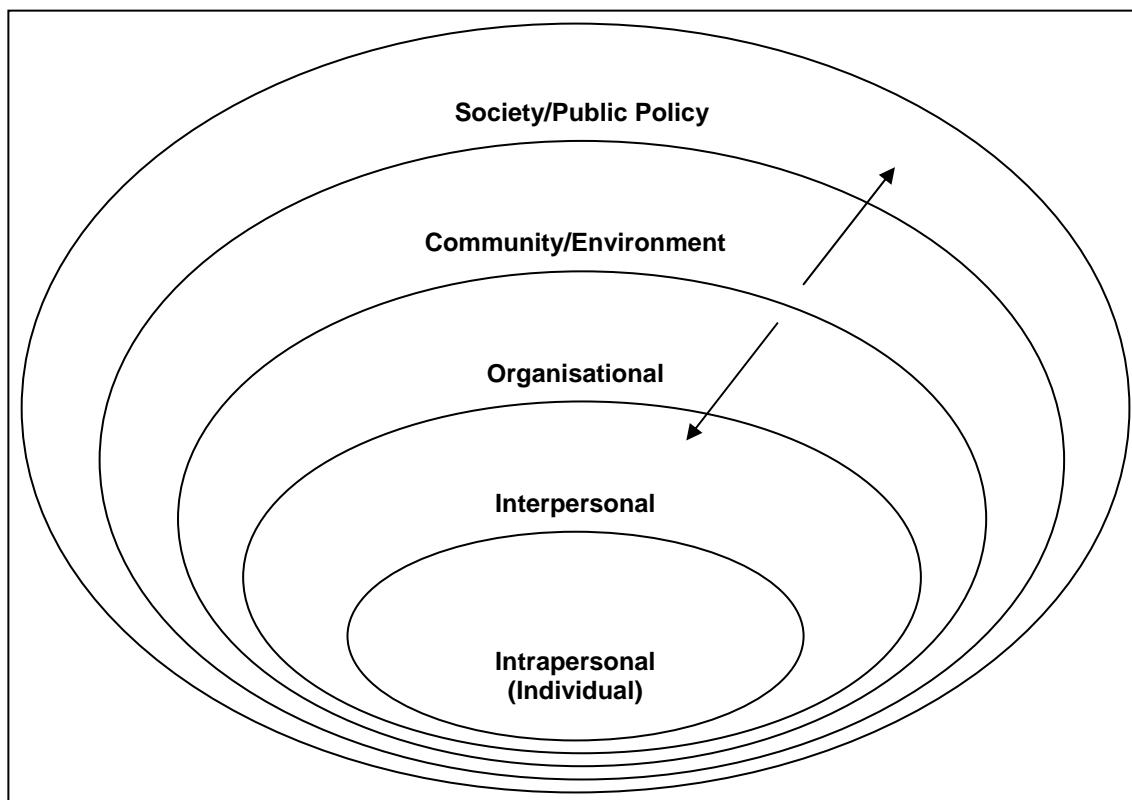 Society/Public Policy
Community/Environment
Organisational
Interpersonal
Intrapersonal
(Individual)